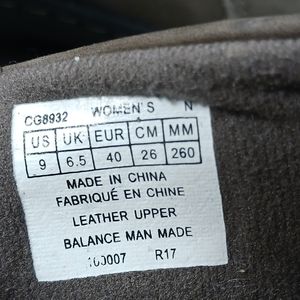 CG8932 WOMEN'S N
US UK EUR CM MM
9 6.5 40 26 260
MADE IN CHINA
FABRIQUÉ EN CHINE
LEATHER UPPER
BALANCE MAN MADE
160007 R17